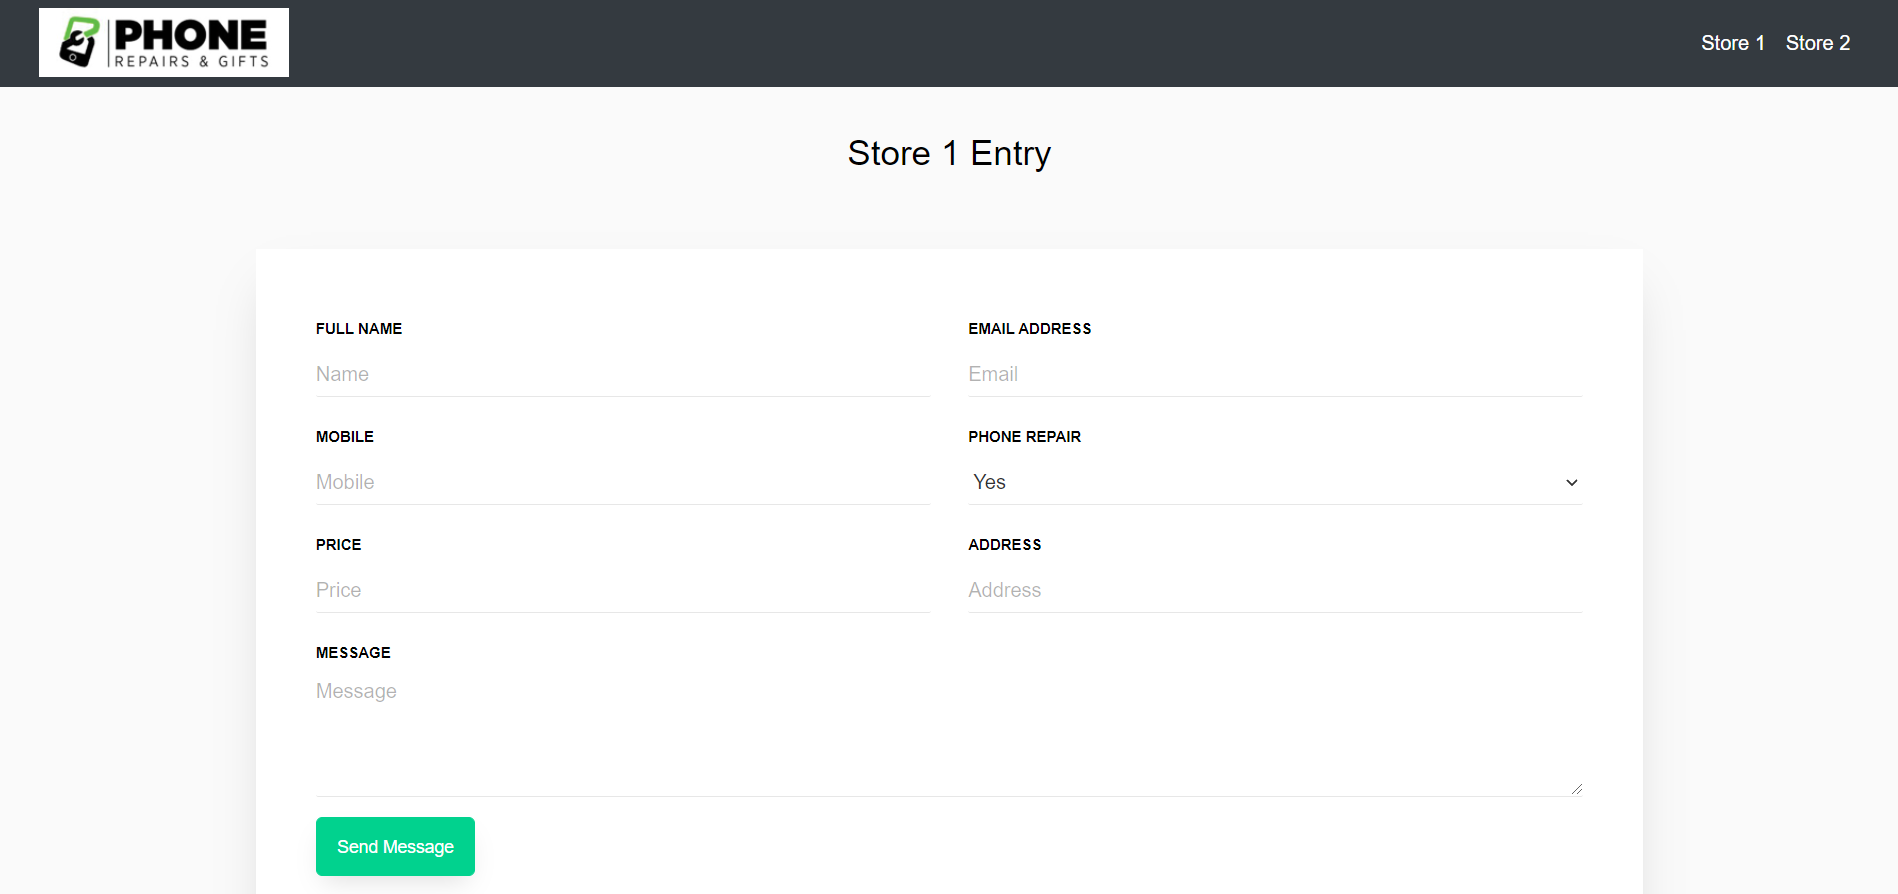 PHONE
REPAIRS & GIFTS
Store 1 Store 2
Store 1 Entry
FULL NAME
Name
EMAIL ADDRESS
Email
MOBILE
Mobile
PHONE REPAIR
Yes
PRICE
Price
ADDRESS
Address
MESSAGE
Message
Send Message